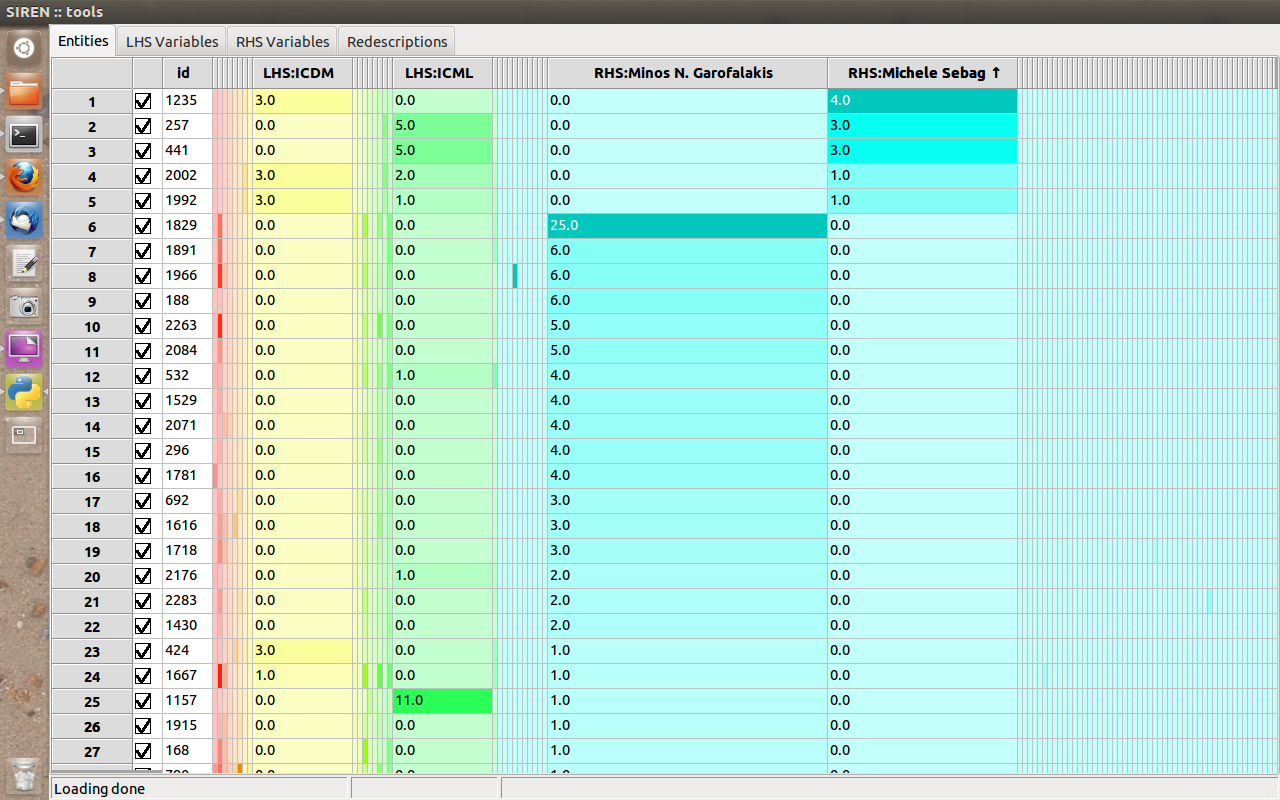 SIREN :: tools
Entities LHS Variables RHS Variables Redescriptions
id LHS:ICDM LHS:ICML RHS:Minos N. Garofalakis RHS:Michele Sebag ↑
1 1235 3.0 0.0 0.0 4.0
2 257 0.0 5.0 0.0 3.0
3 441 0.0 5.0 0.0 3.0
4 2002 3.0 2.0 0.0 1.0
5 1992 3.0 1.0 0.0 1.0
6 1829 0.0 0.0 25.0 0.0
7 1891 0.0 0.0 6.0 0.0
8 1966 0.0 0.0 6.0 0.0
9 188 0.0 0.0 6.0 0.0
10 2263 0.0 0.0 5.0 0.0
11 2084 0.0 0.0 5.0 0.0
12 532 0.0 1.0 4.0 0.0
13 1529 0.0 0.0 4.0 0.0
14 2071 0.0 0.0 4.0 0.0
15 296 0.0 0.0 4.0 0.0
16 1781 0.0 0.0 4.0 0.0
17 692 0.0 0.0 3.0 0.0
18 1616 0.0 0.0 3.0 0.0
19 1718 0.0 0.0 3.0 0.0
20 2176 0.0 1.0 2.0 0.0
21 2283 0.0 0.0 2.0 0.0
22 1430 0.0 0.0 2.0 0.0
23 424 3.0 0.0 1.0 0.0
24 1667 1.0 0.0 1.0 0.0
25 1157 0.0 11.0 1.0 0.0
26 1915 0.0 0.0 1.0 0.0
27 168 0.0 0.0 1.0 0.0
Loading done